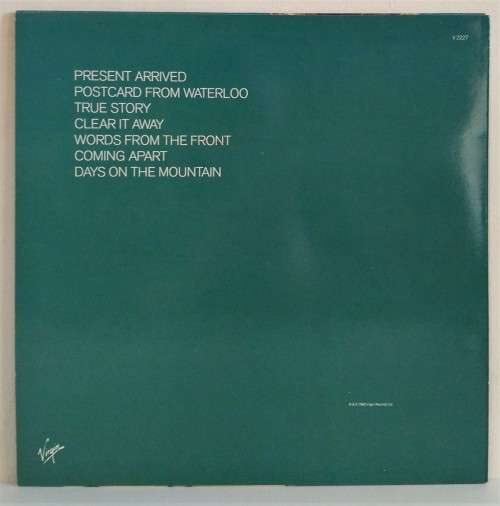 V 2227
PRESENT ARRIVED
POSTCARD FROM WATERLOO
TRUE STORY
CLEAR IT AWAY
WORDS FROM THE FRONT
COMING APART
DAYS ON THE MOUNTAIN
Virgin